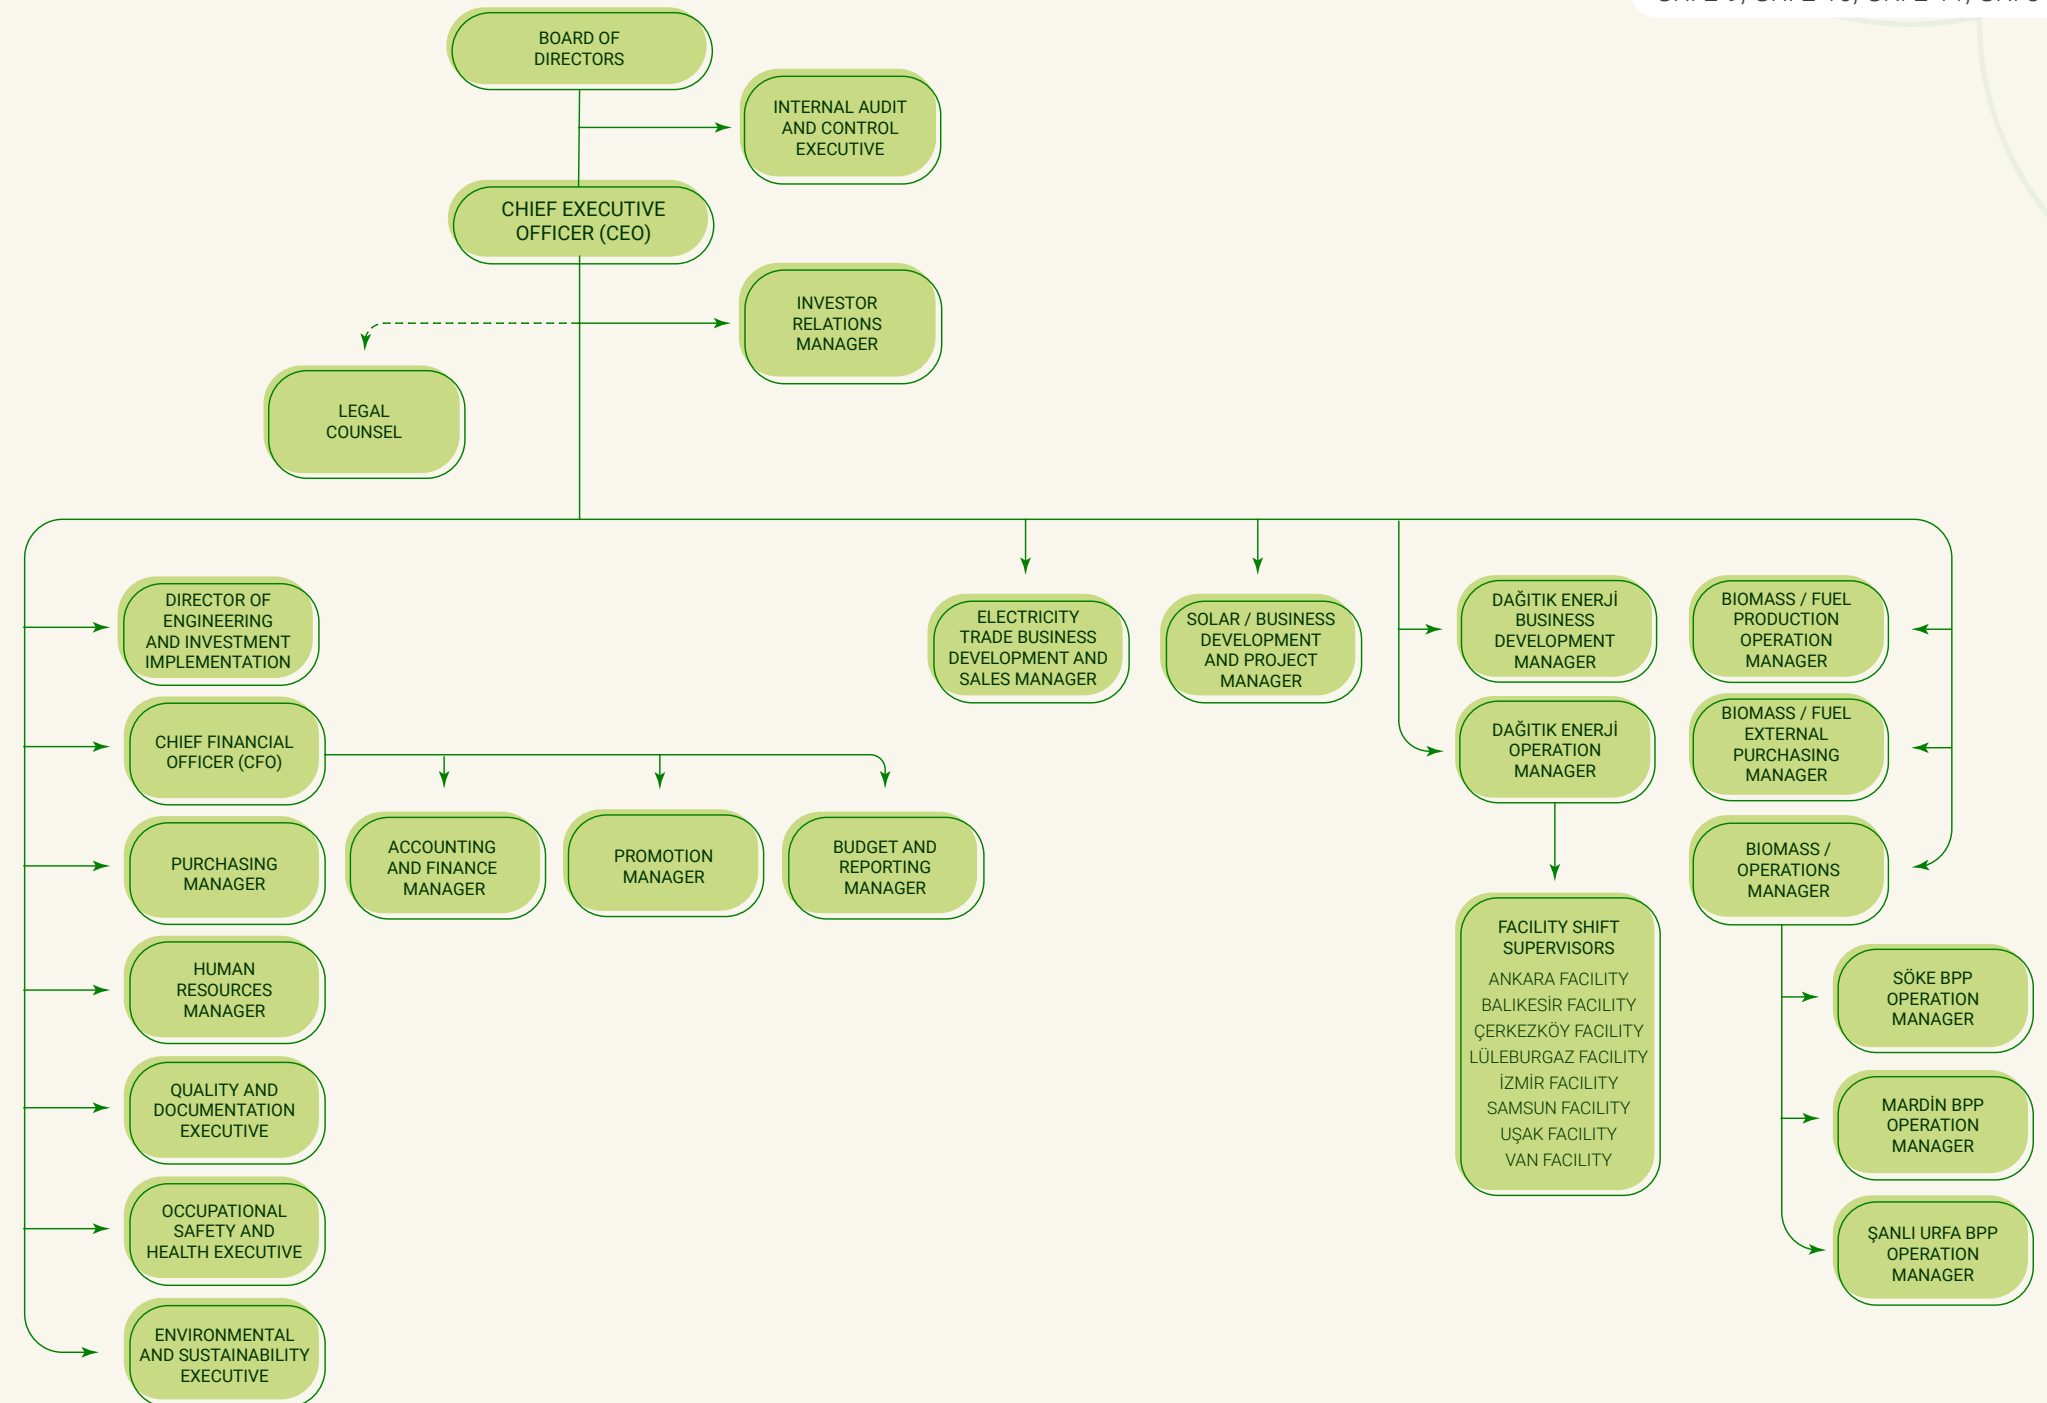 BOARD OF
DIRECTORS
INTERNAL AUDIT
AND CONTROL
EXECUTIVE
CHIEF EXECUTIVE
OFFICER (CEO)
INVESTOR
RELATIONS
MANAGER
LEGAL
COUNSEL
DIRECTOR OF
ENGINEERING
AND INVESTMENT
IMPLEMENTATION
CHIEF FINANCIAL
OFFICER (CFO)
PURCHASING
MANAGER
HUMAN
RESOURCES
MANAGER
QUALITY AND
DOCUMENTATION
EXECUTIVE
OCCUPATIONAL
SAFETY AND
HEALTH EXECUTIVE
ENVIRONMENTAL
AND SUSTAINABILITY
EXECUTIVE
ACCOUNTING
AND FINANCE
MANAGER
PROMOTION
MANAGER
BUDGET AND
REPORTING
MANAGER
ELECTRICITY
TRADE BUSINESS
DEVELOPMENT AND
SALES MANAGER
SOLAR / BUSINESS
DEVELOPMENT
AND PROJECT
MANAGER
DAĞITIK ENERJİ
BUSINESS
DEVELOPMENT
MANAGER
DAĞITIK ENERJİ
OPERATION
MANAGER
FACILITY SHIFT
SUPERVISORS
ANKARA FACILITY
BALIKESİR FACILITY
ÇERKEZKÖY FACILITY
LÜLEBURGAZ FACILITY
İZMİR FACILITY
SAMSUN FACILITY
UŞAK FACILITY
VAN FACILITY
BIOMASS / FUEL
PRODUCTION
OPERATION
MANAGER
BIOMASS / FUEL
EXTERNAL
PURCHASING
MANAGER
BIOMASS /
OPERATIONS
MANAGER
SÖKE BPP
OPERATION
MANAGER
MARDİN BPP
OPERATION
MANAGER
ŞANLI URFA BPP
OPERATION
MANAGER